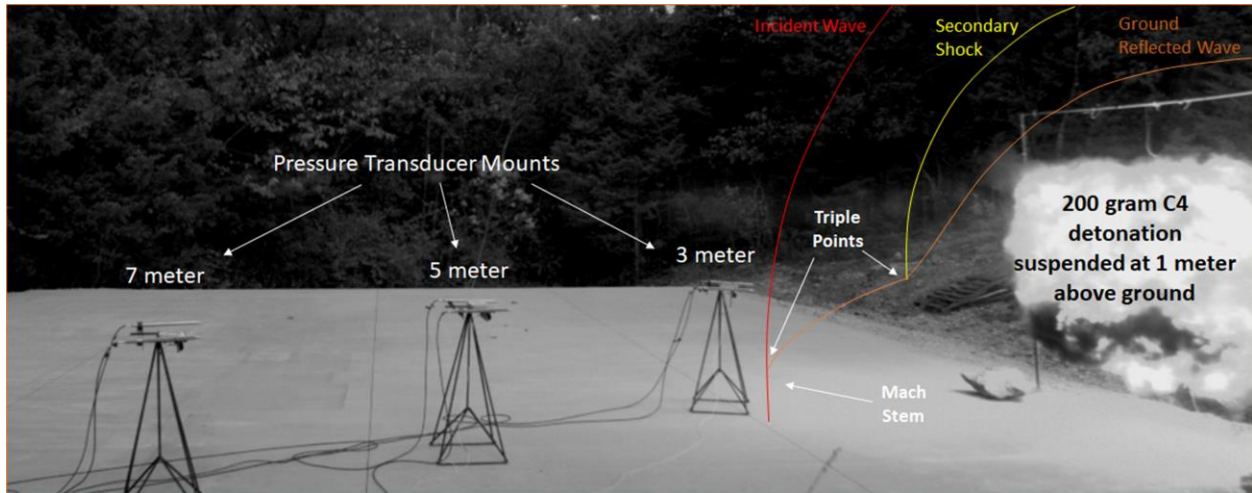 Incident Wave
Secondary
Shock
Ground
Reflected Wave
Pressure Transducer Mounts
7 meter
5 meter
3 meter
Triple
Points
200 gram C4
detonation
suspended at 1 meter
above ground
Mach
Stem